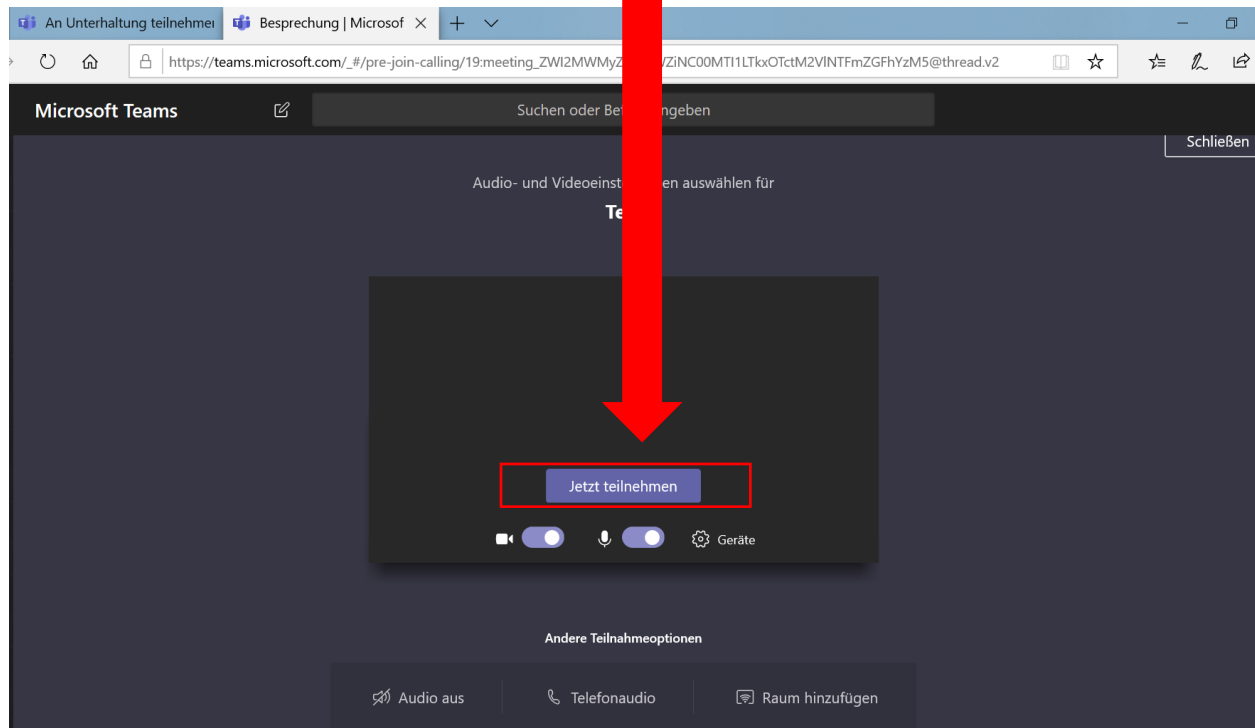 An Unterhaltung teilnehmer
Besprechung | Microsof
https://teams.microsoft.com/_#/pre-join-calling/19:meeting_ZWI2MWMyZ ZiNC00MTI1LTkxOTctM2VlNTFmZGFhYzM5@thread.v2
Microsoft Teams
Suchen oder Bef ngeben
Schließen
Audio- und Videoeinst en auswählen für
Te
Jetzt teilnehmen
Geräte
Andere Teilnahmeoptionen
Audio aus Telefonaudio Raum hinzufügen